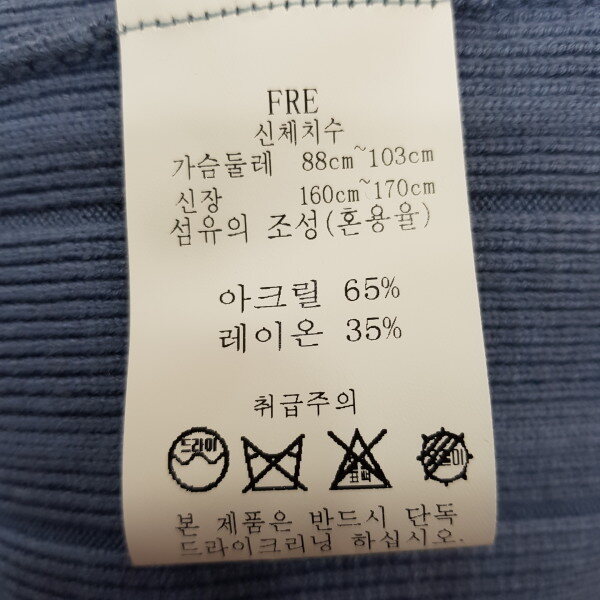 FRE
신체치수
가슴둘레 88cm~103cm
신장 160cm~170cm
섬유의 조성(혼용율)
아크릴 65%
레이온 35%
취급주의
드라이
표백
본 제품은 반드시 단독
드라이크리닝 하십시오.